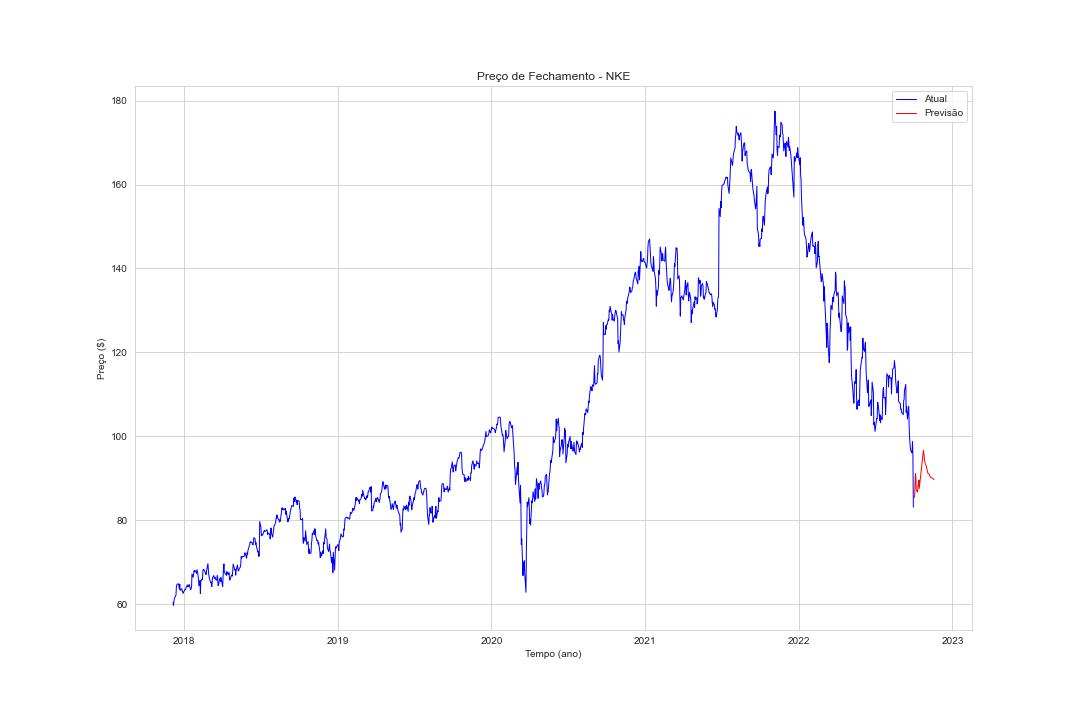 Preço de Fechamento - NKE
Atual
Previsão
180
160
140
120
100
80
60
Preço ($)
2018
2019
2020
2021
2022
2023
Tempo (ano)